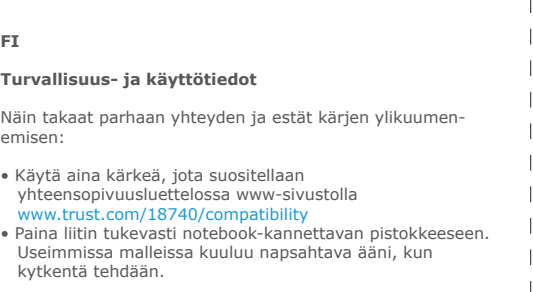 FI
Turvallisuus- ja käyttötiedot
Näin takaat parhaan yhteyden ja estät kärjen ylikuumen-
emisen:
• Käytä aina kärkeä, jota suositellaan
yhteensopivuusluettelossa www-sivustolla
www.trust.com/18740/compatibility
• Paina liitin tukevasti notebook-kannettavan pistokkeeseen.
Useimmissa malleissa kuuluu napsahtava ääni, kun
kytkentä tehdään.